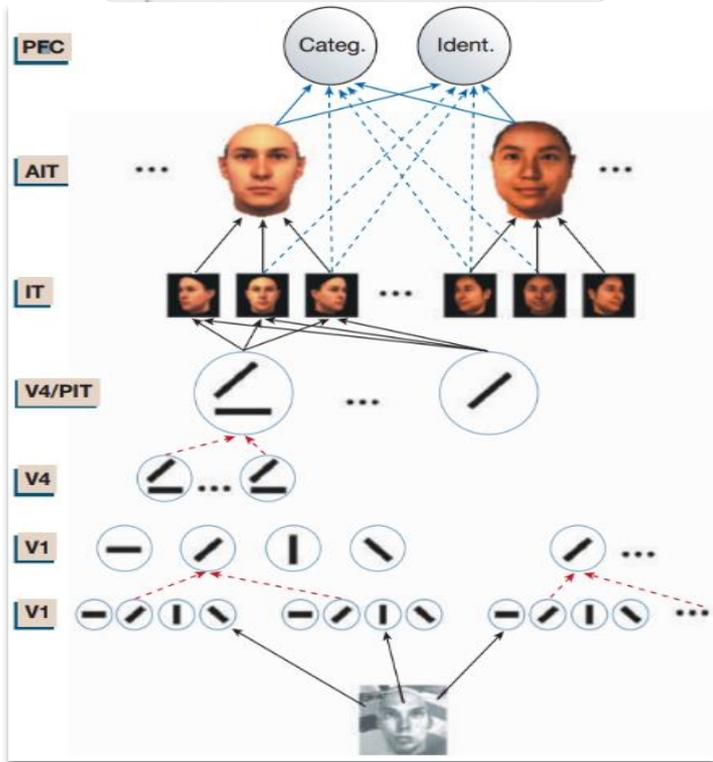 PFC
Categ. Ident.
AIT
IT
V4/PIT
V4
V1
V1